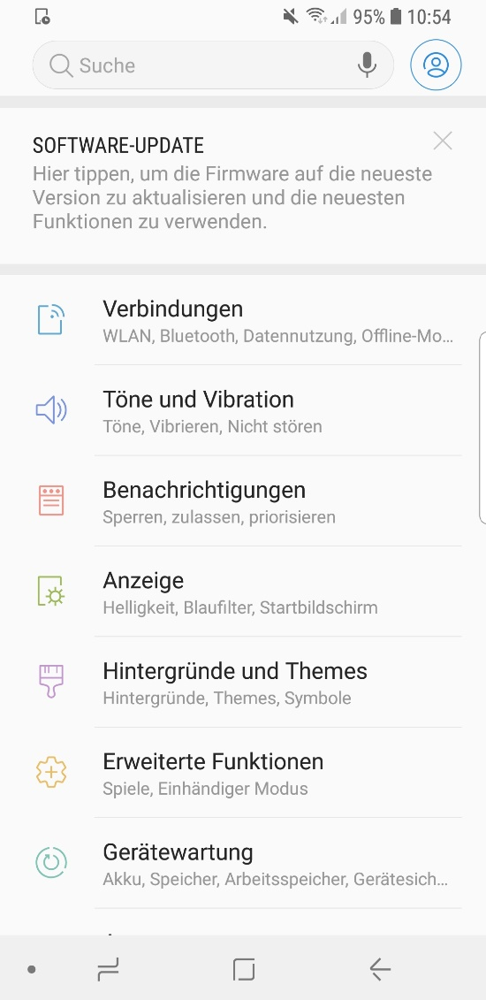 95% 10:54
Suche
SOFTWARE-UPDATE
Hier tippen, um die Firmware auf die neueste
Version zu aktualisieren und die neuesten
Funktionen zu verwenden.
Verbindungen
WLAN, Bluetooth, Datennutzung, Offline-Mo...
Töne und Vibration
Töne, Vibrieren, Nicht stören
Benachrichtigungen
Sperren, zulassen, priorisieren
Anzeige
Helligkeit, Blaufilter, Startbildschirm
Hintergründe und Themes
Hintergründe, Themes, Symbole
Erweiterte Funktionen
Spiele, Einhändiger Modus
Gerätewartung
Akku, Speicher, Arbeitsspeicher, Gerätesich...